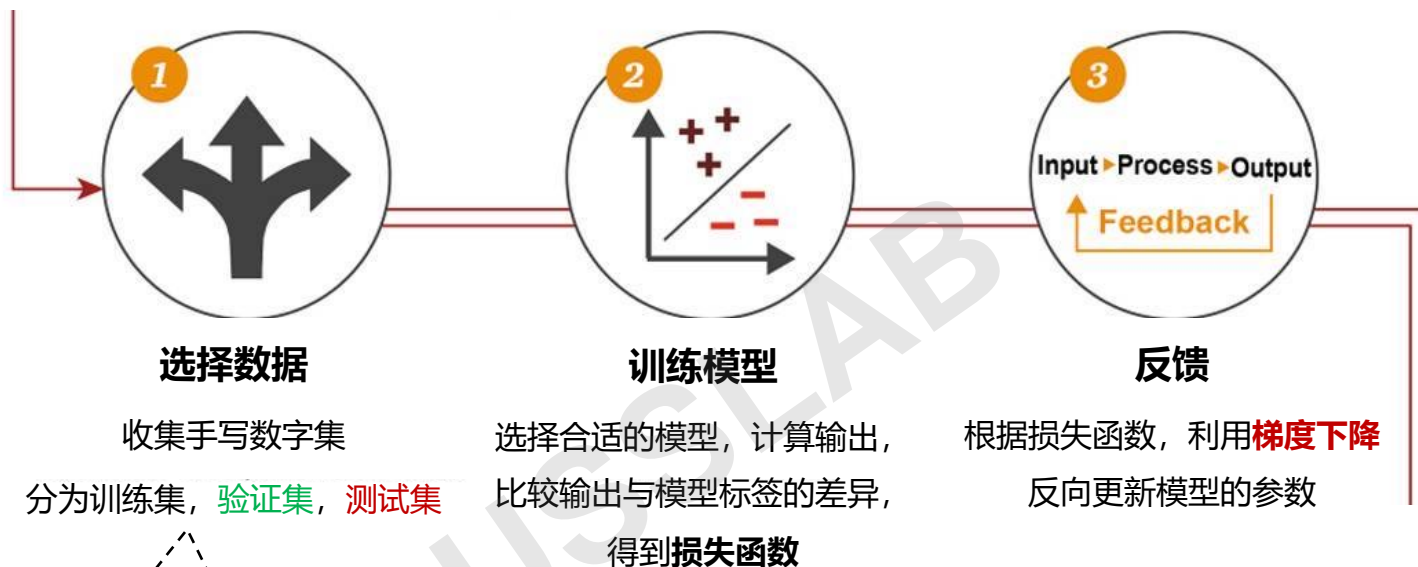 1
选择数据
收集手写数字集
分为训练集，验证集，测试集
2
训练模型
选择合适的模型，计算输出，
比较输出与模型标签的差异，
得到损失函数
3
Input Process Output
Feedback
反馈
根据损失函数，利用梯度下降
反向更新模型的参数
USSLAB